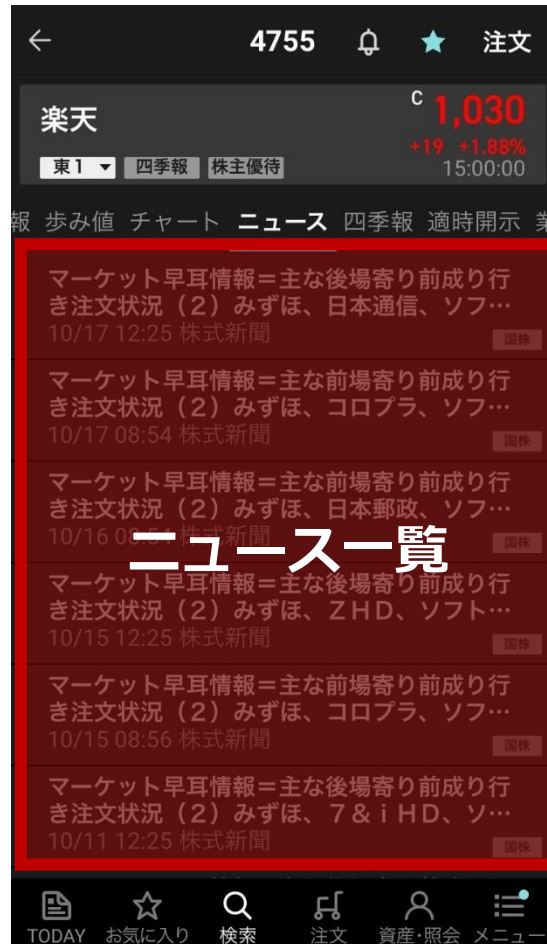 4755 注文
楽天
C 1,030
+19 +1.88%
東1 四季報 株主優待
15:00:00
報 歩み値 チャート ニュース 四季報 適時開示 業
マーケット早耳情報=主な後場寄り前成り行
き注文状況（2）みずほ、日本通信、ソフ…
10/17 12:25 株式新聞
国株
マーケット早耳情報=主な前場寄り前成り行
き注文状況（2）みずほ、コロプラ、ソフ…
10/17 08:54 株式新聞
国株
マーケット早耳情報=主な前場寄り前成り行
き注文状況（2）みずほ、日本郵政、ソフ…
10/16 08:54 株式新聞
国株
ニュース一覧
マーケット早耳情報=主な後場寄り前成り行
き注文状況（2）みずほ、ZHD、ソフト…
10/15 12:25 株式新聞
国株
マーケット早耳情報=主な前場寄り前成り行
き注文状況（2）みずほ、コロプラ、ソフ…
10/15 08:56 株式新聞
国株
マーケット早耳情報=主な後場寄り前成り行
き注文状況（2）みずほ、7&iHD、ソ…
10/11 12:25 株式新聞
国株
TODAY お気に入り 検索 注文 資産・照会 メニュー